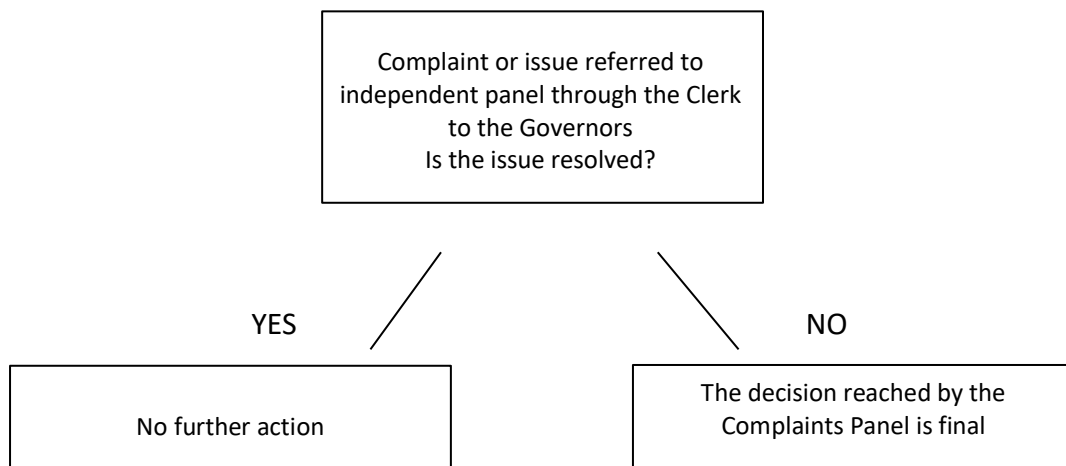 Complaint or issue referred to
independent panel through the Clerk
to the Governors
Is the issue resolved?
YES
NO
No further action
The decision reached by the
Complaints Panel is final